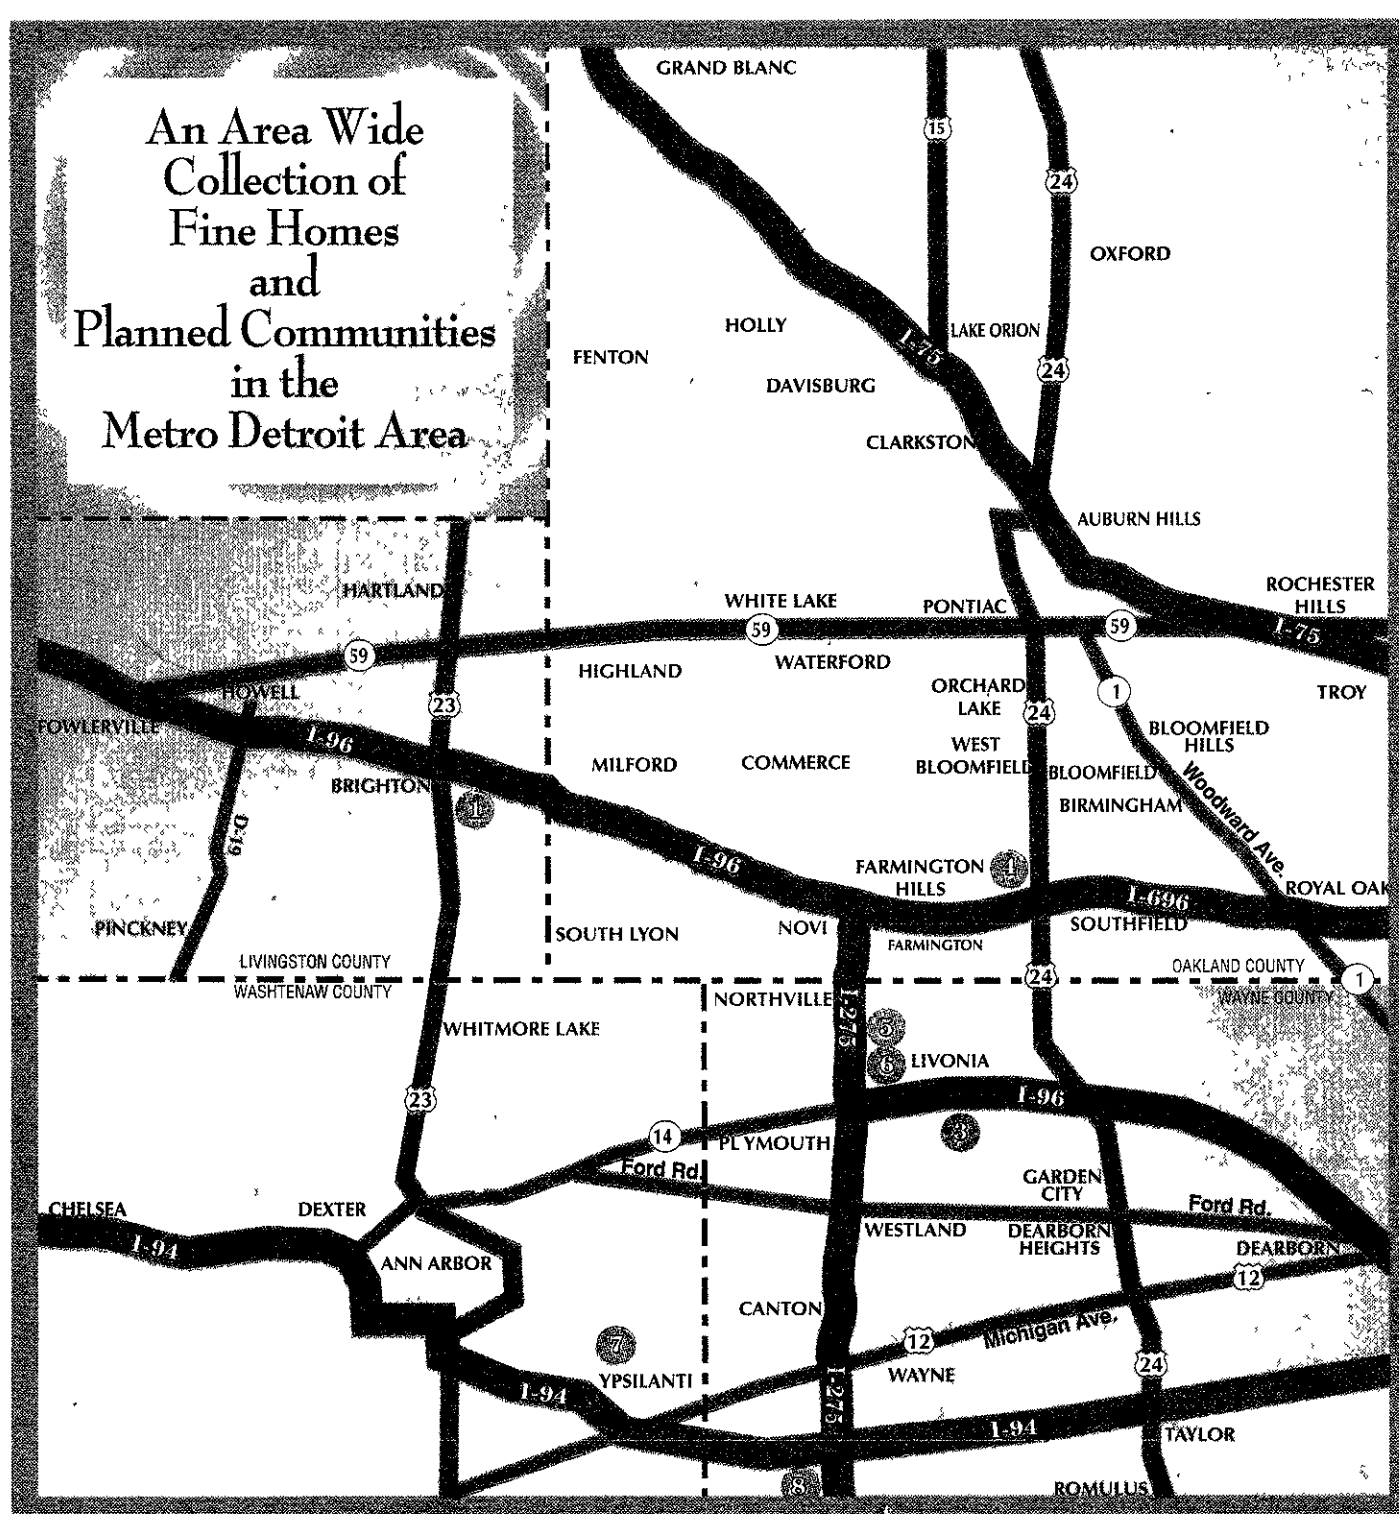 An Area Wide
Collection of
Fine Homes
and
Planned Communities
in the
Metro Detroit Area
GRAND BLANC
15
24
OXFORD
HOLLY
I-75
LAKE ORION
FENTON
24
DAVISBURG
CLARKSTON
AUBURN HILLS
HARTLAND
ROCHESTER
HILLS
WHITE LAKE
PONTIAC
59
59
I-75
59
HIGHLAND
WATERFORD
HOWELL
23
ORCHARD
LAKE
24
1
TROY
FOWLERVILLE
I-96
BLOOMFIELD
HILLS
WEST
BLOOMFIELD
MILFORD
COMMERCE
BLOOMFIELD
BRIGHTON
1
BIRMINGHAM
Woodward Ave.
D-19
I-96
FARMINGTON
HILLS
4
I-696
ROYAL OAK
PINCKNEY
SOUTH LYON
NOVI
FARMINGTON
SOUTHFIELD
LIVINGSTON COUNTY
WASHTENAW COUNTY
24
OAKLAND COUNTY
WAYNE COUNTY
1
NORTHVILLE
I-275
5
WHITMORE LAKE
6
LIVONIA
23
I-96
14
PLYMOUTH
3
Ford Rd.
GARDEN
CITY
CHELSEA
DEXTER
Ford Rd.
WESTLAND
DEARBORN
HEIGHTS
I-94
DEARBORN
ANN ARBOR
12
CANTON
Michigan Ave.
12
7
WAYNE
24
YPSILANTI
I-94
I-275
I-94
TAYLOR
8
ROMULUS